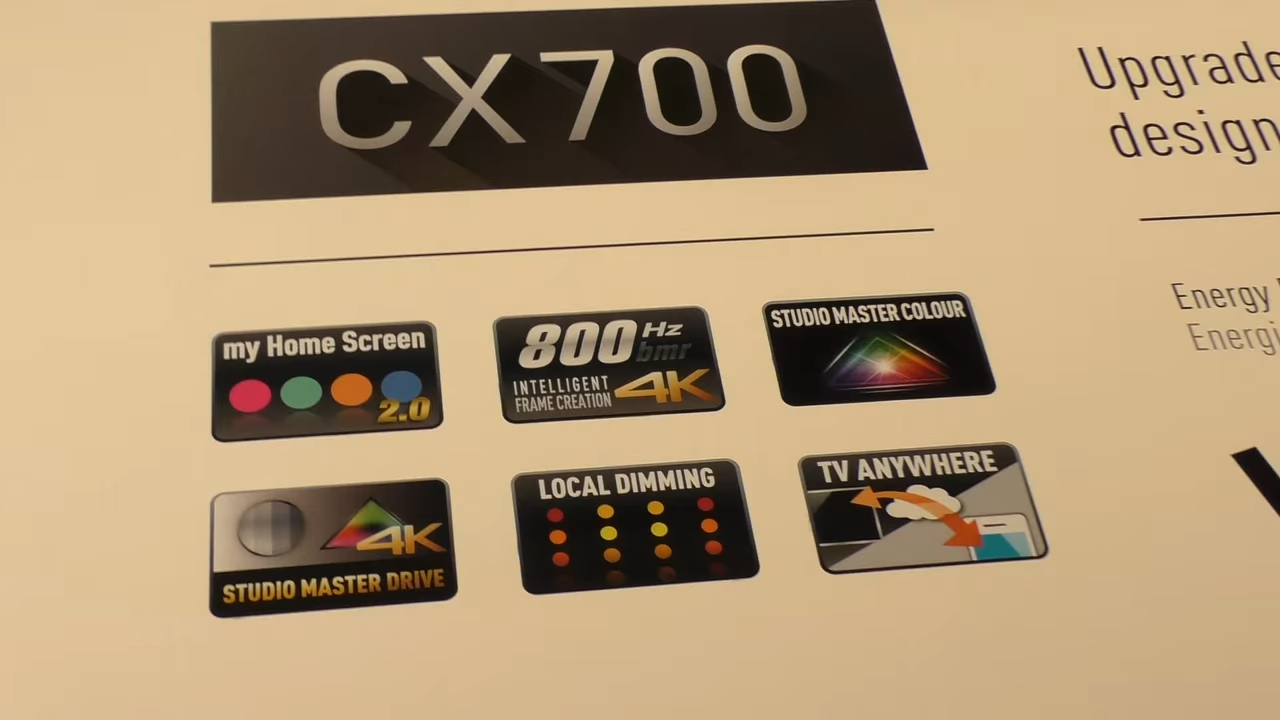 CX700
Upgrade
design
Energy
Energi
my Home Screen
2.0
800 Hz
bmr
INTELLIGENT
FRAME CREATION
4K
STUDIO MASTER COLOUR
4K
STUDIO MASTER DRIVE
LOCAL DIMMING
TV ANYWHERE